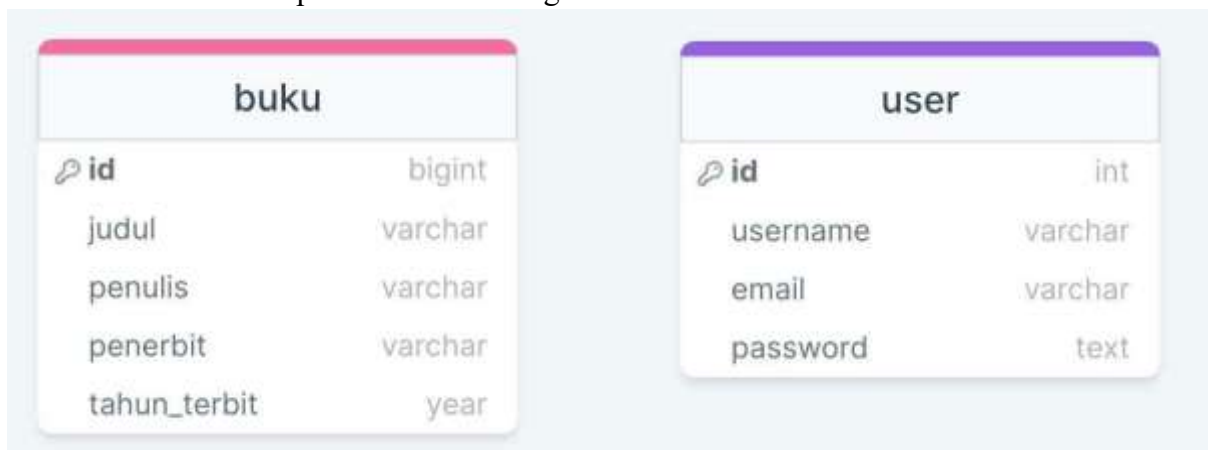 buku
id bigint
judul varchar
penulis varchar
penerbit varchar
tahun_terbit year
user
id int
username varchar
email varchar
password text